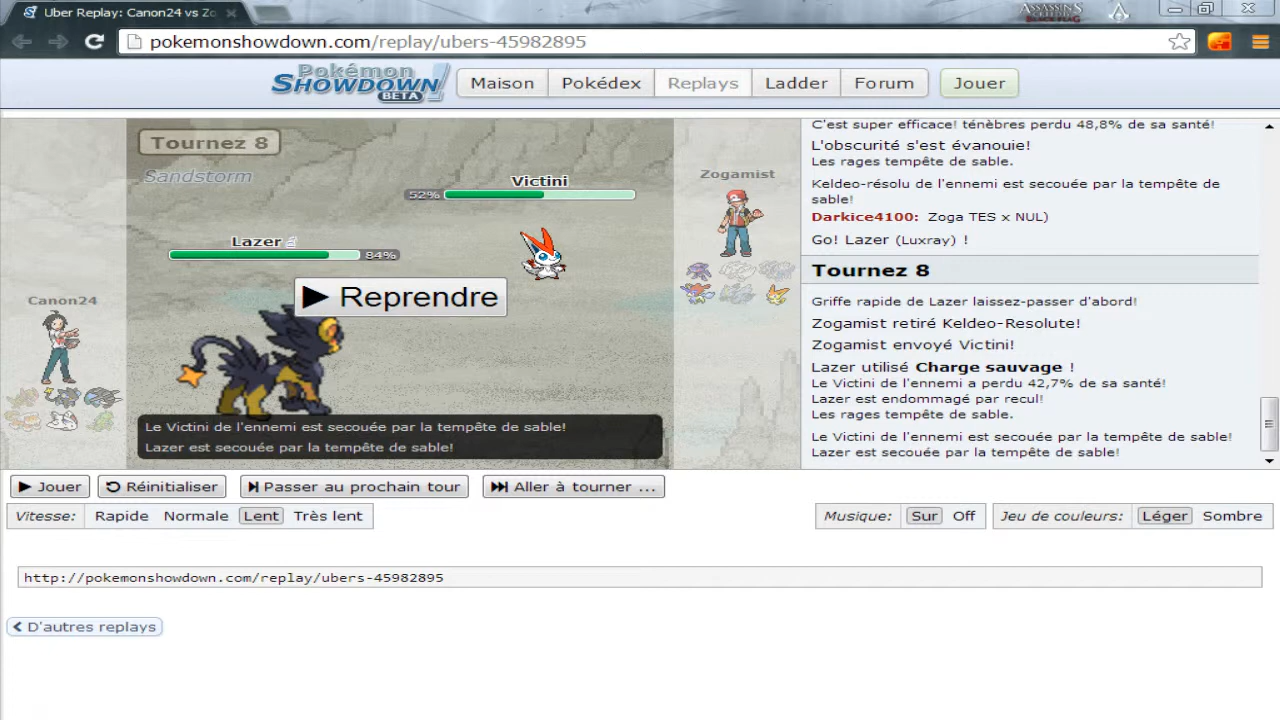 Uber Replay: Canon24 vs Zo
ASSASSIN'S
CREED IV
BLACK FLAG
pokemonshowdown.com/replay/ubers-45982895
Pokémon
SHOWDOWN!
BETA
Maison
Pokédex
Replays
Ladder
Forum
Jouer
Tournez 8
Sandstorm
Victini
52%
Lazer
84%
Reprendre
Canon24
Zogamist
Le Victini de l'ennemi est secouée par la tempête de sable!
Lazer est secouée par la tempête de sable!
C'est super efficace! ténèbres perdu 48,8% de sa santé!
L'obscurité s'est évanouie!
Les rages tempête de sable.
Keldeo-résolu de l'ennemi est secouée par la tempête de
sable!
Darkice4100: Zoga TES x NUL)
Go! Lazer (Luxray) !
Tournez 8
Griffe rapide de Lazer laissez-passer d'abord!
Zogamist retiré Keldeo-Resolute!
Zogamist envoyé Victini!
Lazer utilisé Charge sauvage !
Le Victini de l'ennemi a perdu 42,7% de sa santé!
Lazer est endommagé par recul!
Les rages tempête de sable.
Le Victini de l'ennemi est secouée par la tempête de sable!
Lazer est secouée par la tempête de sable!
Jouer
Réinitialiser
Passer au prochain tour
Aller à tourner ...
Vitesse: Rapide Normale Lent Très lent
Musique: Sur Off
Jeu de couleurs: Léger Sombre
http://pokemonshowdown.com/replay/ubers-45982895
D'autres replays